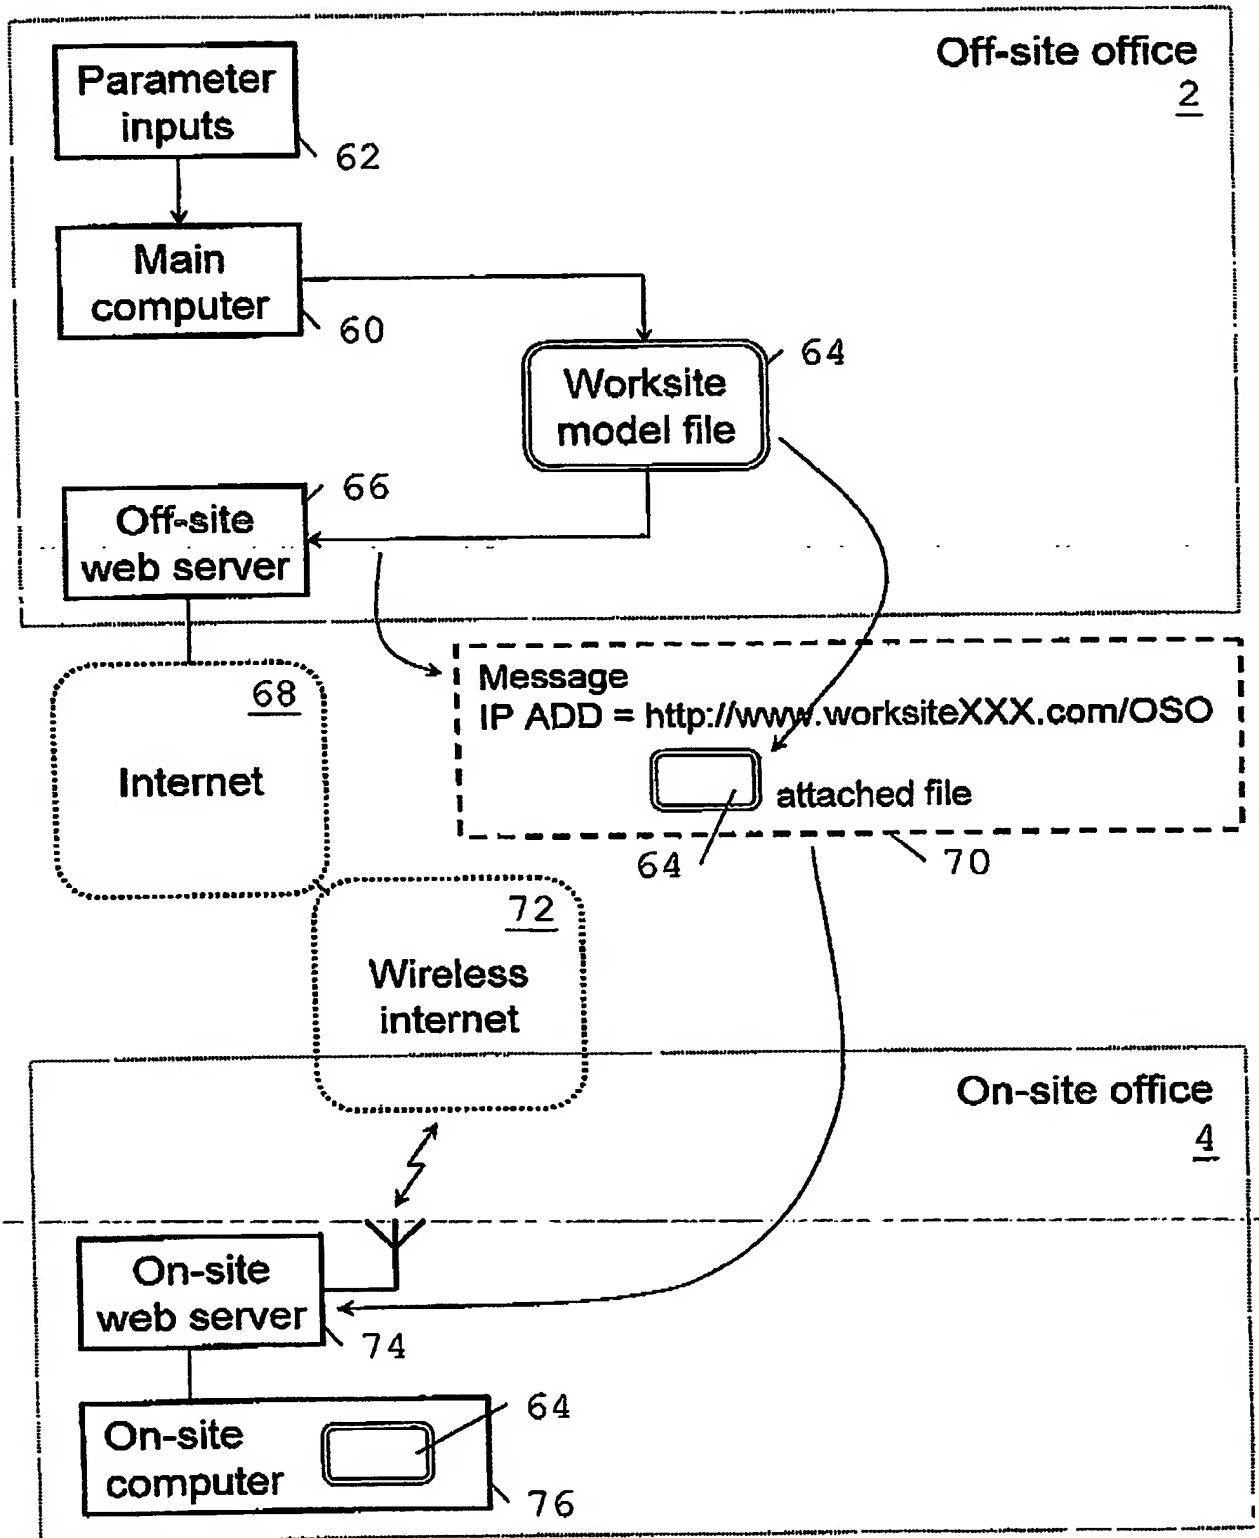 Off-site office
2
Parameter
inputs
62
Main
computer
60
Worksite
model file
64
Off-site
web server
66
68
Internet
Message
IP ADD = http://www.worksiteXXX.com/OSO
attached file
64
70
72
Wireless
internet
On-site office
4
On-site
web server
74
On-site
computer
64
76